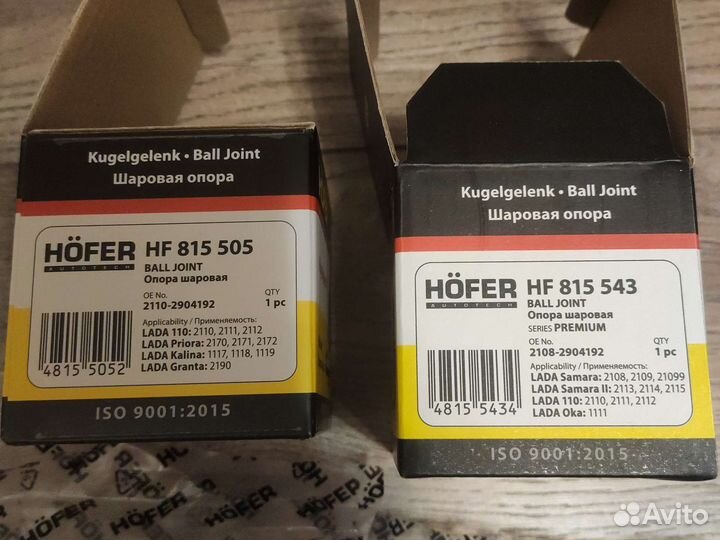 Kugelgelenk • Ball Joint
Шаровая опора
HÖFER
AUTOTECH
HF 815 505
BALL JOINT
Опора шаровая
OE No. QTY
2110-2904192 1 pc
Applicability / Применяемость:
LADA 110: 2110, 2111, 2112
LADA Priora: 2170, 2171, 2172
LADA Kalina: 1117, 1118, 1119
LADA Granta: 2190
4815 5052
ISO 9001:2015
Kugelgelenk • Ball Joint
Шаровая опора
HÖFER
AUTOTECH
HF 815 543
BALL JOINT
Опора шаровая
SERIES PREMIUM
OE No. QTY
2108-2904192 1 pc
Applicability / Применяемость:
LADA Samara: 2108, 2109, 21099
LADA Samara II: 2113, 2114, 2115
LADA 110: 2110, 2111, 2112
LADA Oka: 1111
4815 5434
ISO 9001:2015
HÖFER
HÖFER
HÖFER
Avito